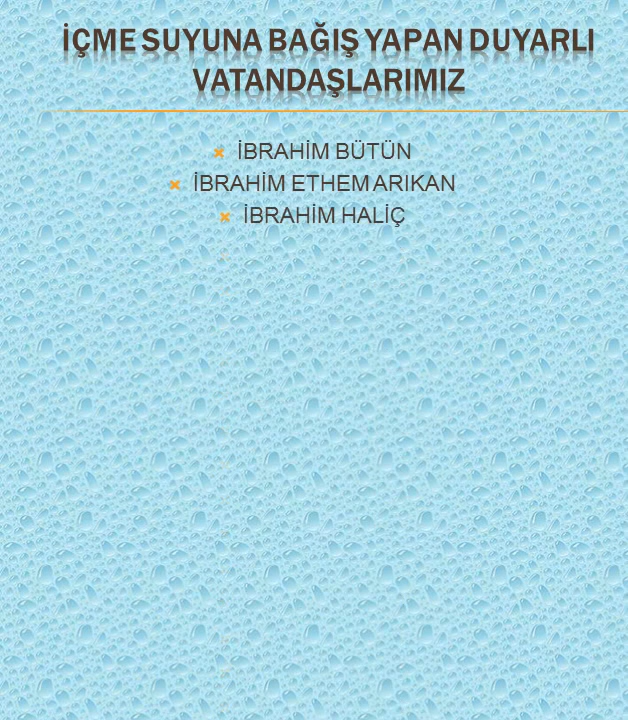 İÇME SUYUNA BAĞIŞ YAPAN DUYARLI
VATANDAŞLARIMIZ
İBRAHİM BÜTÜN
İBRAHİM ETHEM ARIKAN
İBRAHİM HALİÇ